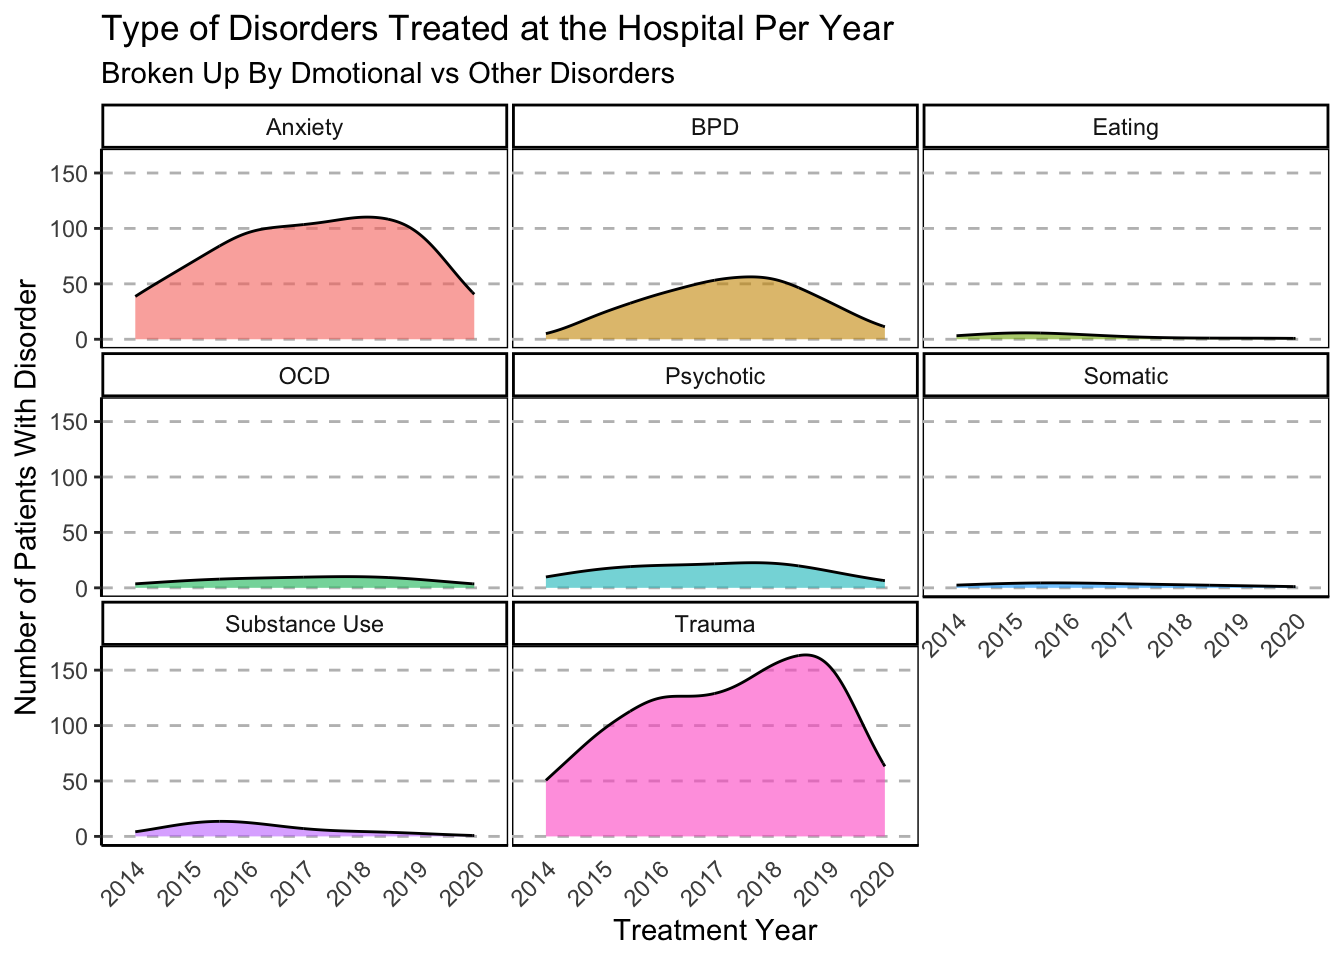 Type of Disorders Treated at the Hospital Per Year
Broken Up By Dmotional vs Other Disorders
Anxiety
BPD
Eating
150
100
50
0
OCD
Psychotic
Somatic
150
100
50
0
2014
2015
2016
2017
2018
2019
2020
Substance Use
Trauma
150
100
50
0
2014
2015
2016
2017
2018
2019
2020
2014
2015
2016
2017
2018
2019
2020
Number of Patients With Disorder
Treatment Year